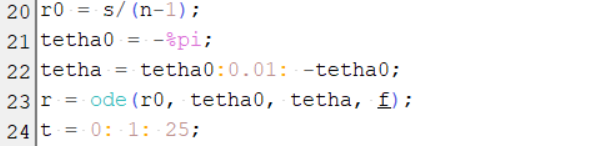 20 r0 = s/(n-1);
21 tetha0 = -%pi;
22 tetha = tetha0:0.01: -tetha0;
23 r = ode(r0, tetha0, tetha, f);
24 t = 0: 1: 25;